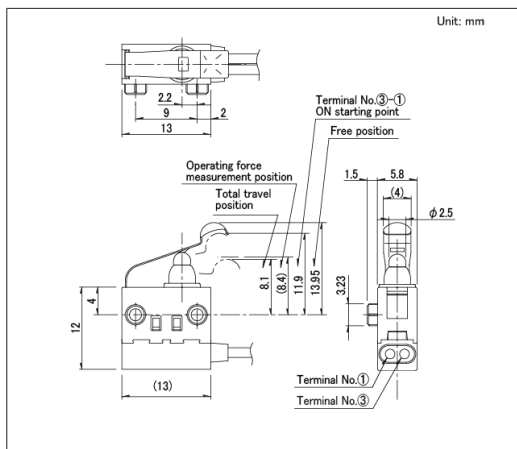 Unit: mm
2.2
9
2
13
Terminal No.③-①
ON starting point
Free position
Operating force
measurement position
Total travel
position
1.5
5.8
(4)
φ2.5
8.1
(8.4)
11.9
13.95
3.23
4
12
(13)
Terminal No.①
Terminal No.③